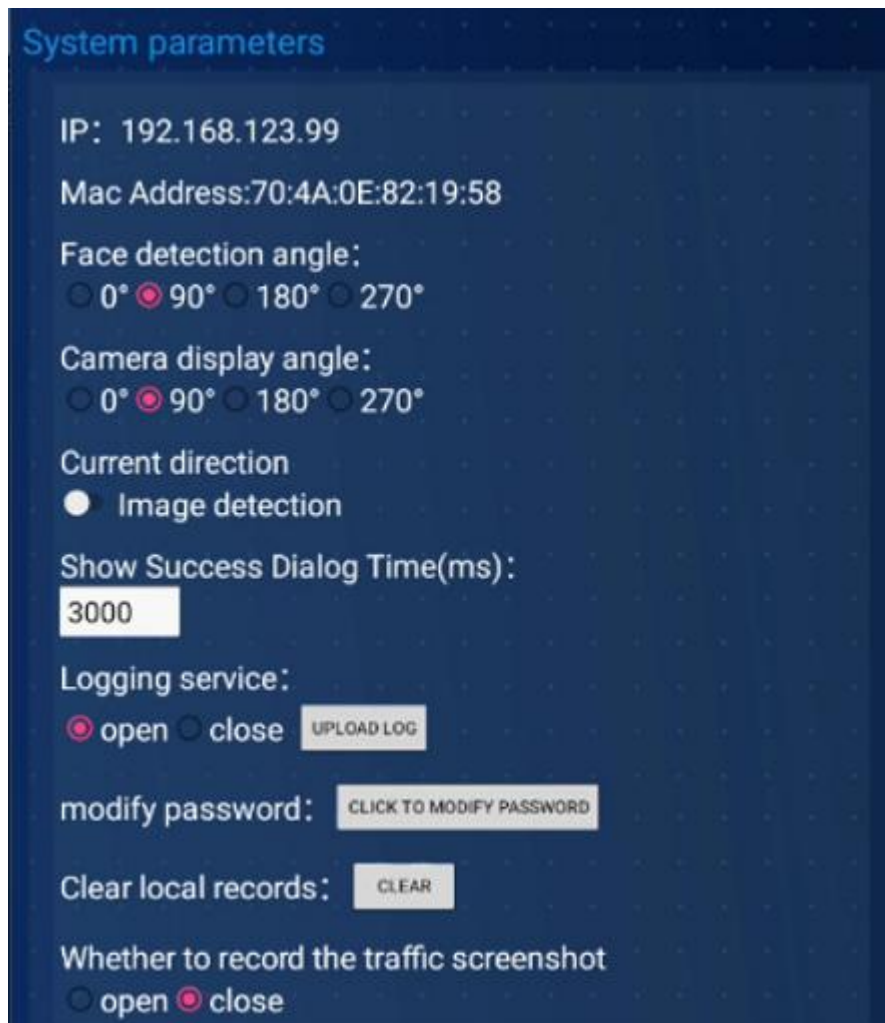 System parameters
IP：192.168.123.99
Mac Address:70:4A:0E:82:19:58
Face detection angle：
0° 90° 180° 270°
Camera display angle：
0° 90° 180° 270°
Current direction
Image detection
Show Success Dialog Time(ms)：
3000
Logging service：
open close UPLOAD LOG
modify password： CLICK TO MODIFY PASSWORD
Clear local records： CLEAR
Whether to record the traffic screenshot
open close